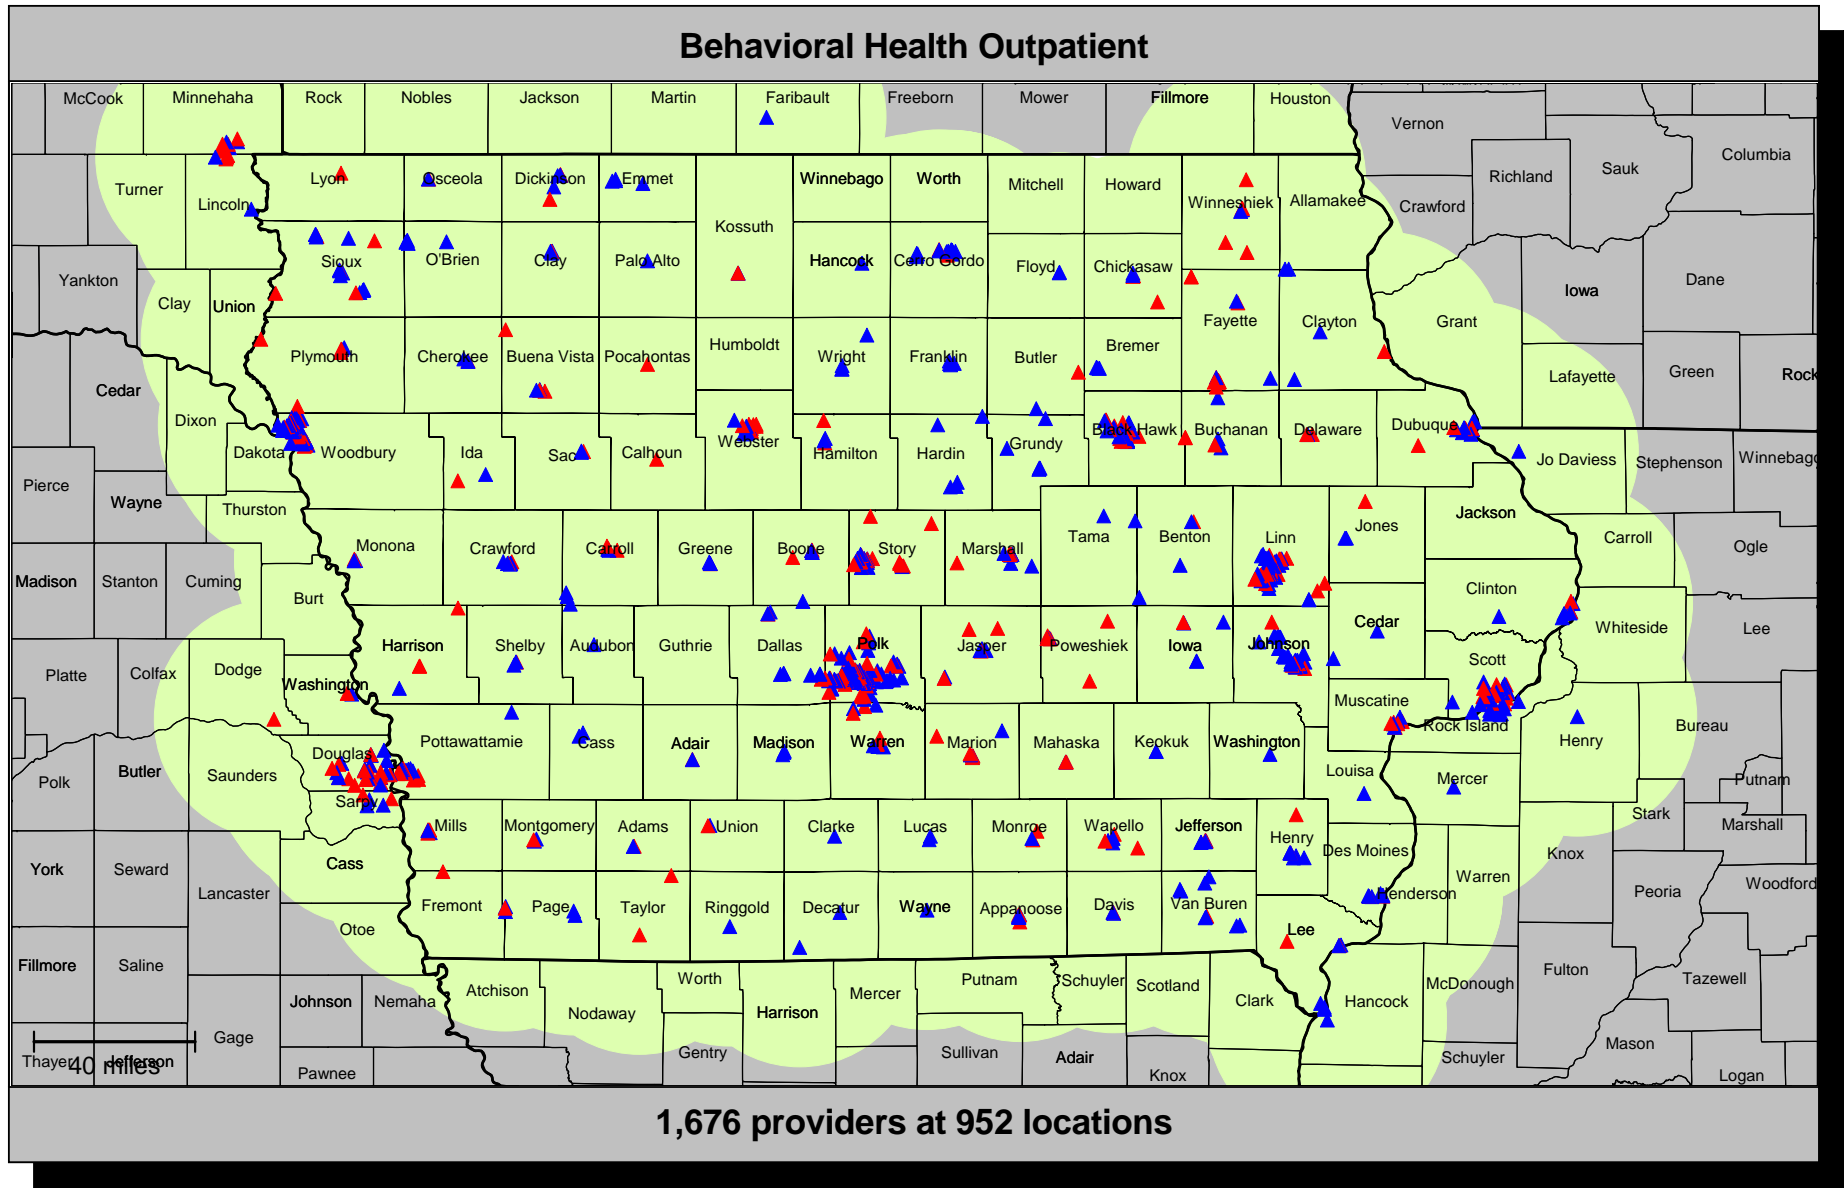 Behavioral Health Outpatient
McCook Minnehaha Rock Nobles Jackson Martin Faribault Freeborn Mower Fillmore Houston
Vernon
Columbia
Sauk
Richland
Turner Lincoln Lyon Osceola Dickinson Emmet Winnebago Worth Mitchell Howard Winneshiek Allamakee Crawford
Kossuth
Yankton Clay Union Sioux O'Brien Clay Palo Alto Hancock Cerro Gordo Floyd Chickasaw Iowa Dane
Fayette Clayton Grant
Cedar Plymouth Cherokee Buena Vista Pocahontas Humboldt Wright Franklin Butler Bremer Lafayette Green Rock
Dixon
Dakota Woodbury Ida Sac Calhoun Webster Hamilton Hardin Grundy Black Hawk Buchanan Delaware Dubuque Jo Daviess Stephenson Winnebago
Pierce Wayne Thurston
Monona Crawford Carroll Greene Boone Story Marshall Tama Benton Linn Jones Jackson Carroll Ogle
Madison Stanton Cuming Burt Clinton
Harrison Shelby Audubon Guthrie Dallas Polk Jasper Poweshiek Iowa Johnson Cedar Whiteside Lee
Platte Colfax Dodge Washington Scott
Muscatine Rock Island Henry Bureau
Polk Butler Saunders Douglas Pottawattamie Cass Adair Madison Warren Marion Mahaska Keokuk Washington Louisa Mercer Putnam
Sarpy
Stark Marshall
York Seward Cass Mills Montgomery Adams Union Clarke Lucas Monroe Wapello Jefferson Henry Des Moines Knox
Lancaster Warren Peoria Woodford
Otoe Fremont Page Taylor Ringgold Decatur Wayne Appanoose Davis Van Buren Lee Henderson
Fillmore Saline Fulton Tazewell
Johnson Nemaha Atchison Nodaway Worth Harrison Mercer Putnam Schuyler Scotland Clark Hancock McDonough
Gage Gentry Sullivan Adair Knox Schuyler Mason
Thayer Jefferson
40 miles
Pawnee Logan
1,676 providers at 952 locations